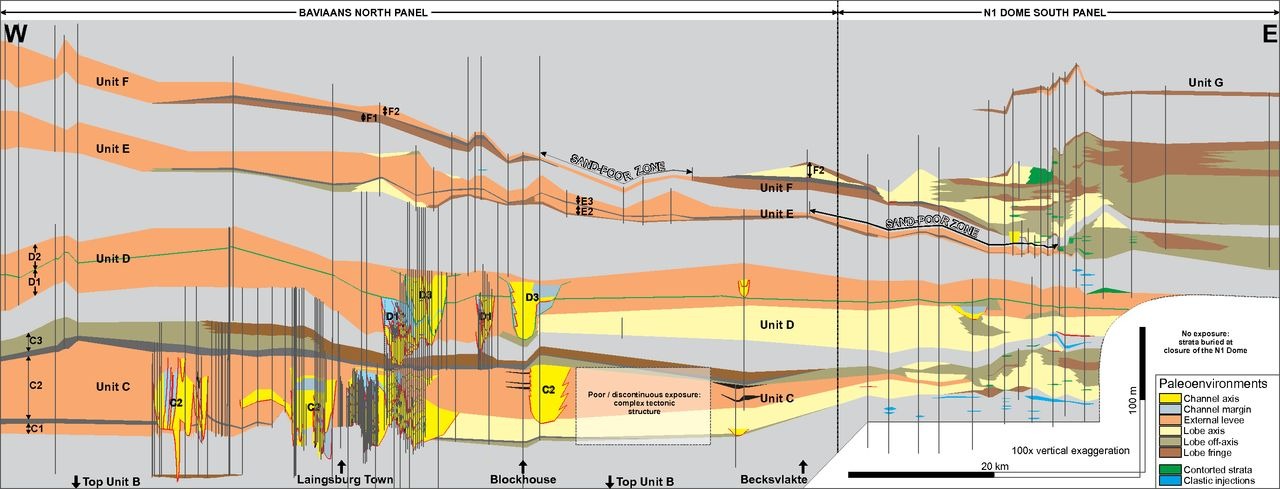 BAVIAANS NORTH PANEL
N1 DOME SOUTH PANEL
W
E
Unit F
Unit G
F2
F1
Unit E
SAND-POOR ZONE
F2
Unit F
E3
E2
Unit E
SAND-POOR ZONE
D2
D1
Unit D
D3
D1
D1
D3
Unit D
C3
C2
C1
Unit C
C2
C2
C2
Poor / discontinuous exposure:
complex tectonic
structure
Unit C
No exposure:
strata buried at
closure of the N1 Dome
100 m
Paleoenvironments
Channel axis
Channel margin
External levee
Lobe axis
Lobe off-axis
Lobe fringe
Contorted strata
Clastic injections
100x vertical exaggeration
20 km
Top Unit B
Laingsburg Town
Blockhouse
Top Unit B
Becksvlakte